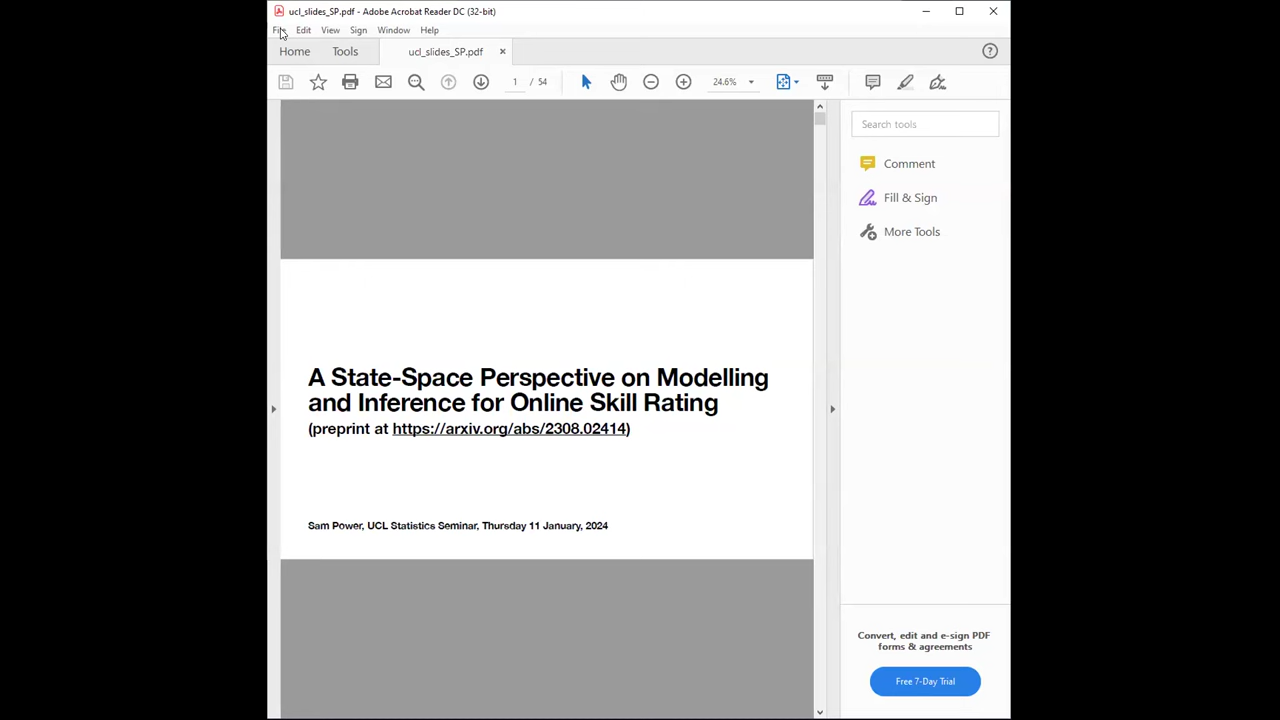 ucl_slides_SP.pdf - Adobe Acrobat Reader DC (32-bit)
File Edit View Sign Window Help
Home Tools ucl_slides_SP.pdf
1 / 54 24.6%
Search tools
Comment
Fill & Sign
More Tools
A State-Space Perspective on Modelling
and Inference for Online Skill Rating
(preprint at https://arxiv.org/abs/2308.02414)
Sam Power, UCL Statistics Seminar, Thursday 11 January, 2024
Convert, edit and e-sign PDF
forms & agreements
Free 7-Day Trial